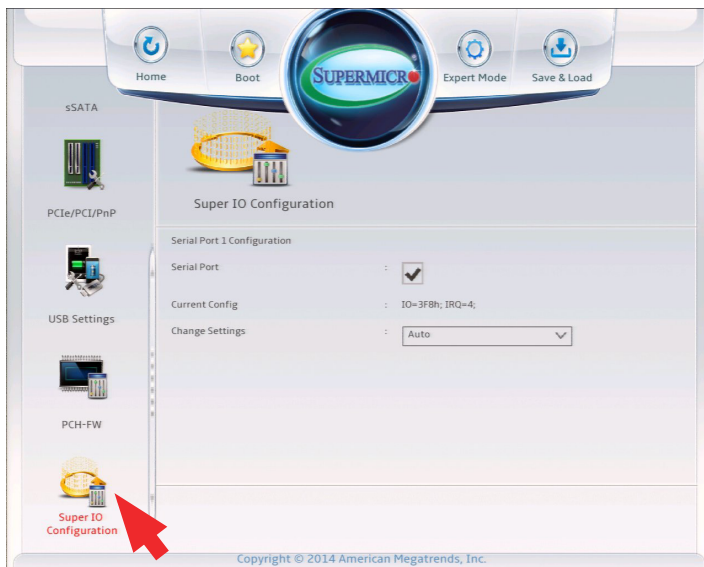 Home
Boot
SUPERMICRO
Expert Mode
Save & Load
sSATA
PCIe/PCI/PnP
USB Settings
PCH-FW
Super IO
Configuration
Super IO Configuration
Serial Port 1 Configuration
Serial Port :
Current Config : IO=3F8h; IRQ=4;
Change Settings : Auto
Copyright © 2014 American Megatrends, Inc.